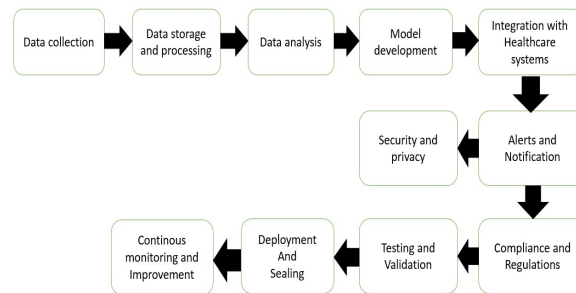 Data collection
Data storage
and processing
Data analysis
Model
development
Integration with
Healthcare
systems
Security and
privacy
Alerts and
Notification
Continous
monitoring and
Improvement
Deployment
And
Sealing
Testing and
Validation
Compliance and
Regulations